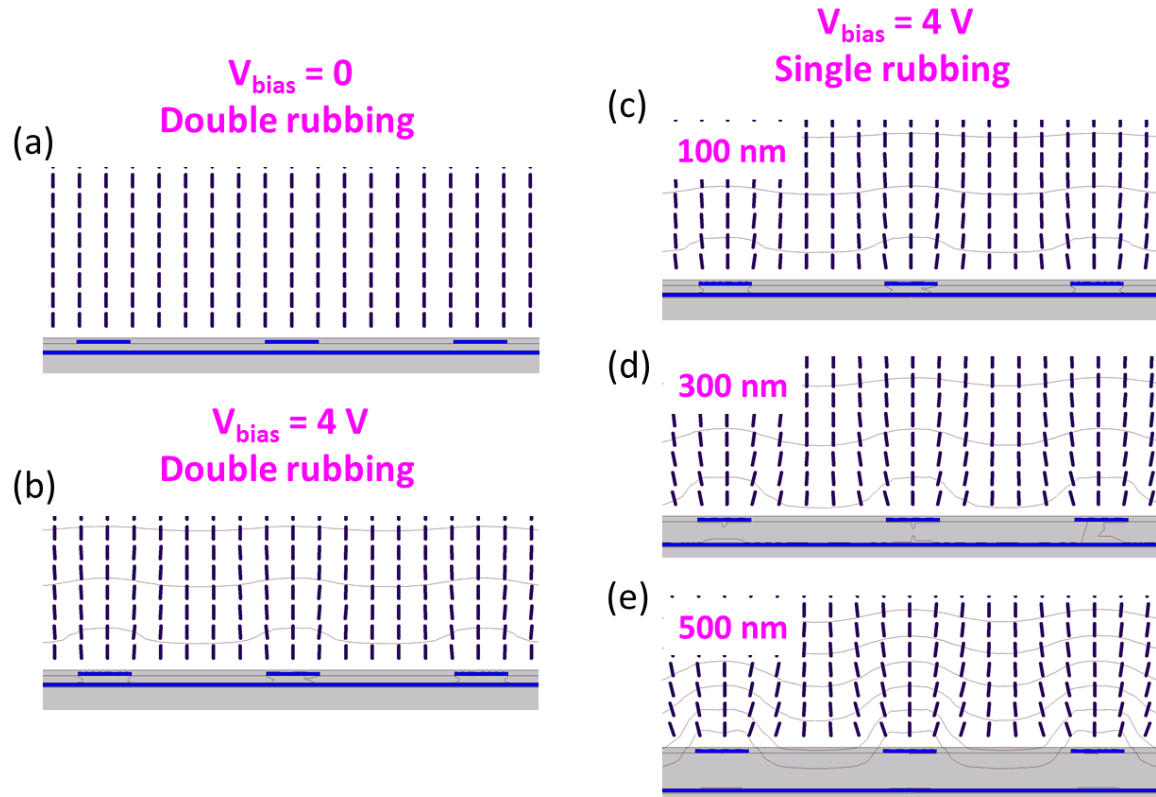 V_bias = 0
Double rubbing
(a)
V_bias = 4 V
Double rubbing
(b)
V_bias = 4 V
Single rubbing
(c)
100 nm
(d)
300 nm
(e)
500 nm